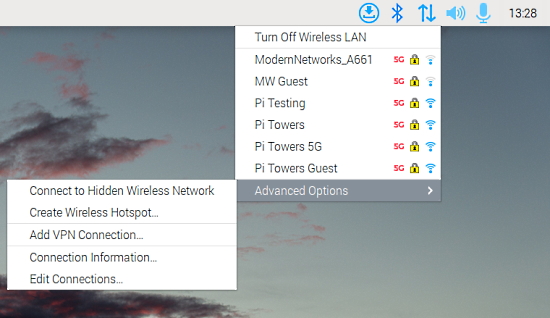 13:28
Turn Off Wireless LAN
ModernNetworks_A661 5G
MW Guest 5G
Pi Testing 5G
Pi Towers 5G
Pi Towers 5G 5G
Pi Towers Guest 5G
Advanced Options
Connect to Hidden Wireless Network
Create Wireless Hotspot...
Add VPN Connection...
Connection Information...
Edit Connections...